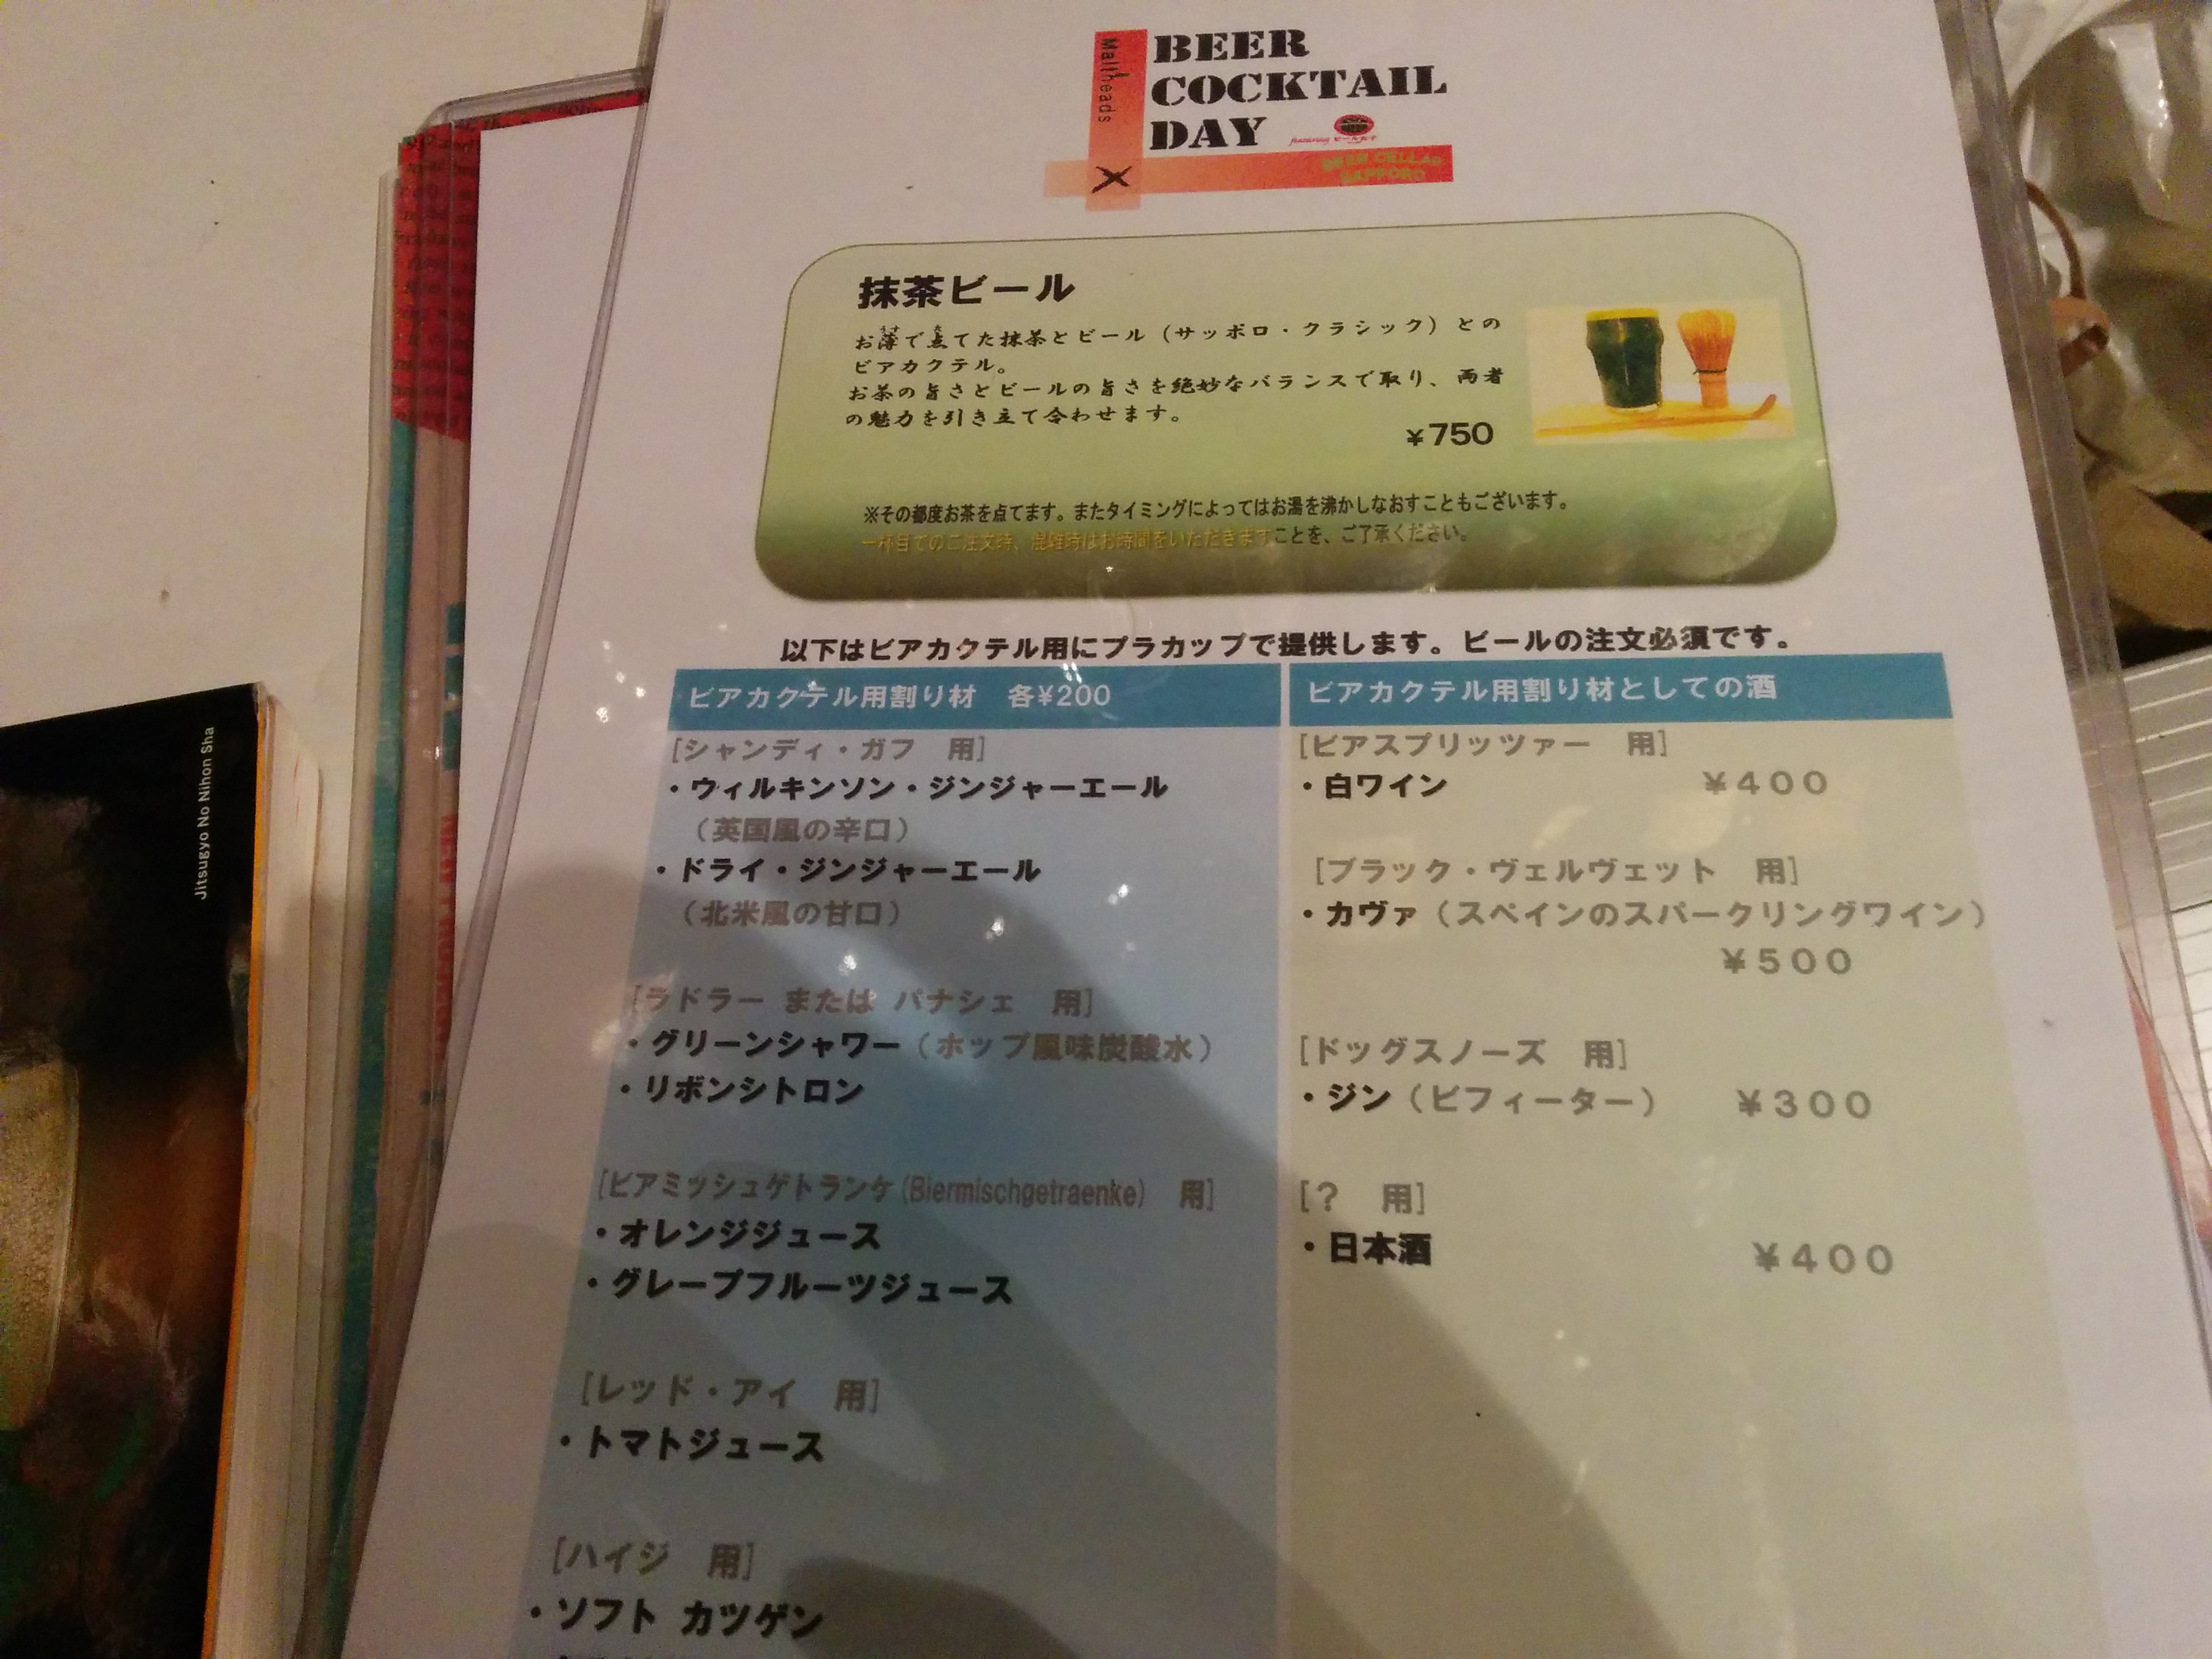 Maltheads
BEER
COCKTAIL
DAY
featuring
BEER CELLAR
SAPPORO
×
抹茶ビール
お薄で点てた抹茶とビール（サッポロ・クラシック）との
ビアカクテル。
お茶の旨さとビールの旨さを絶妙なバランスで取り、両者
の魅力を引き立て合わせます。
¥750
※その都度お茶を点てます。またタイミングによってはお湯を沸かしなおすこともございます。
一杯目でのご注文時、混雑時はお時間をいただきますことを、ご了承ください。
以下はビアカクテル用にプラカップで提供します。ビールの注文必須です。
ビアカクテル用割り材　各¥200
[シャンディ・ガフ　用]
・ウィルキンソン・ジンジャーエール
（英国風の辛口）
・ドライ・ジンジャーエール
（北米風の甘口）
[ラドラー または パナシェ　用]
・グリーンシャワー（ホップ風味炭酸水）
・リボンシトロン
[ビアミッシュゲトランケ(Biermischgetraenke)　用]
・オレンジジュース
・グレープフルーツジュース
[レッド・アイ　用]
・トマトジュース
[ハイジ　用]
・ソフト カツゲン
ビアカクテル用割り材としての酒
[ビアスプリッツァー　用]
・白ワイン　¥４００
[ブラック・ヴェルヴェット　用]
・カヴァ（スペインのスパークリングワイン）
¥５００
[ドッグスノーズ　用]
・ジン（ビフィーター）　¥３００
[？　用]
・日本酒　¥４００
Jitsugyo No Nihon Sha